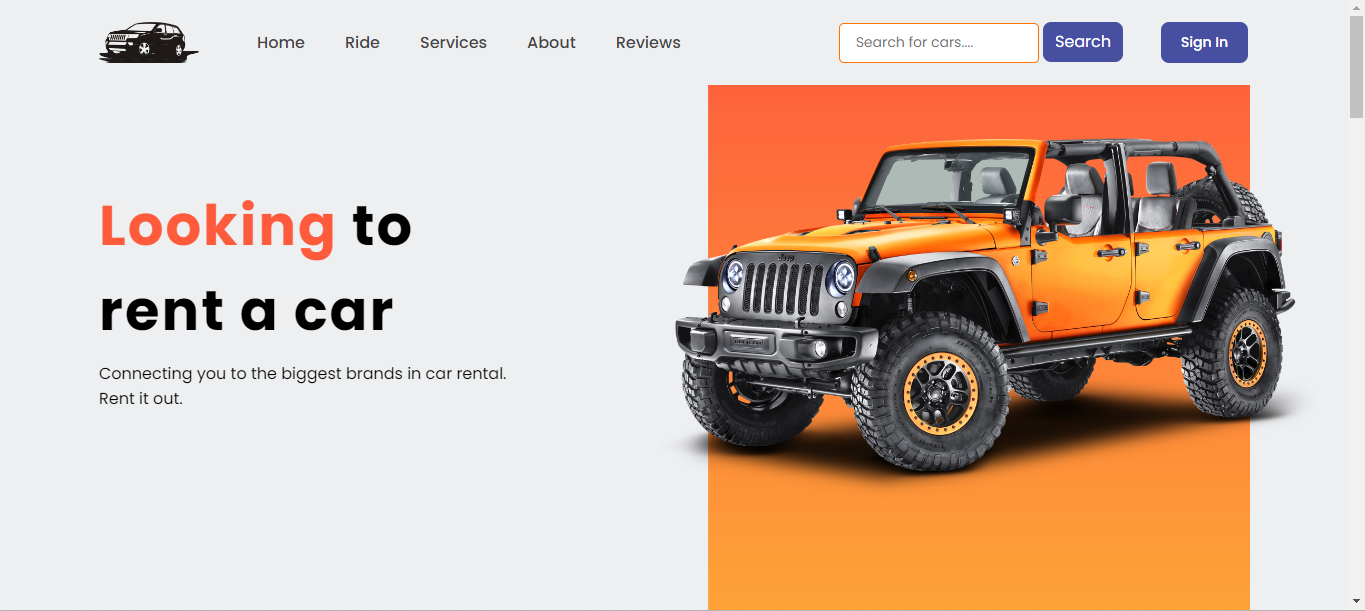 Home Ride Services About Reviews Search for cars.... Search Sign In
Looking to
rent a car
Connecting you to the biggest brands in car rental.
Rent it out.
Jeep